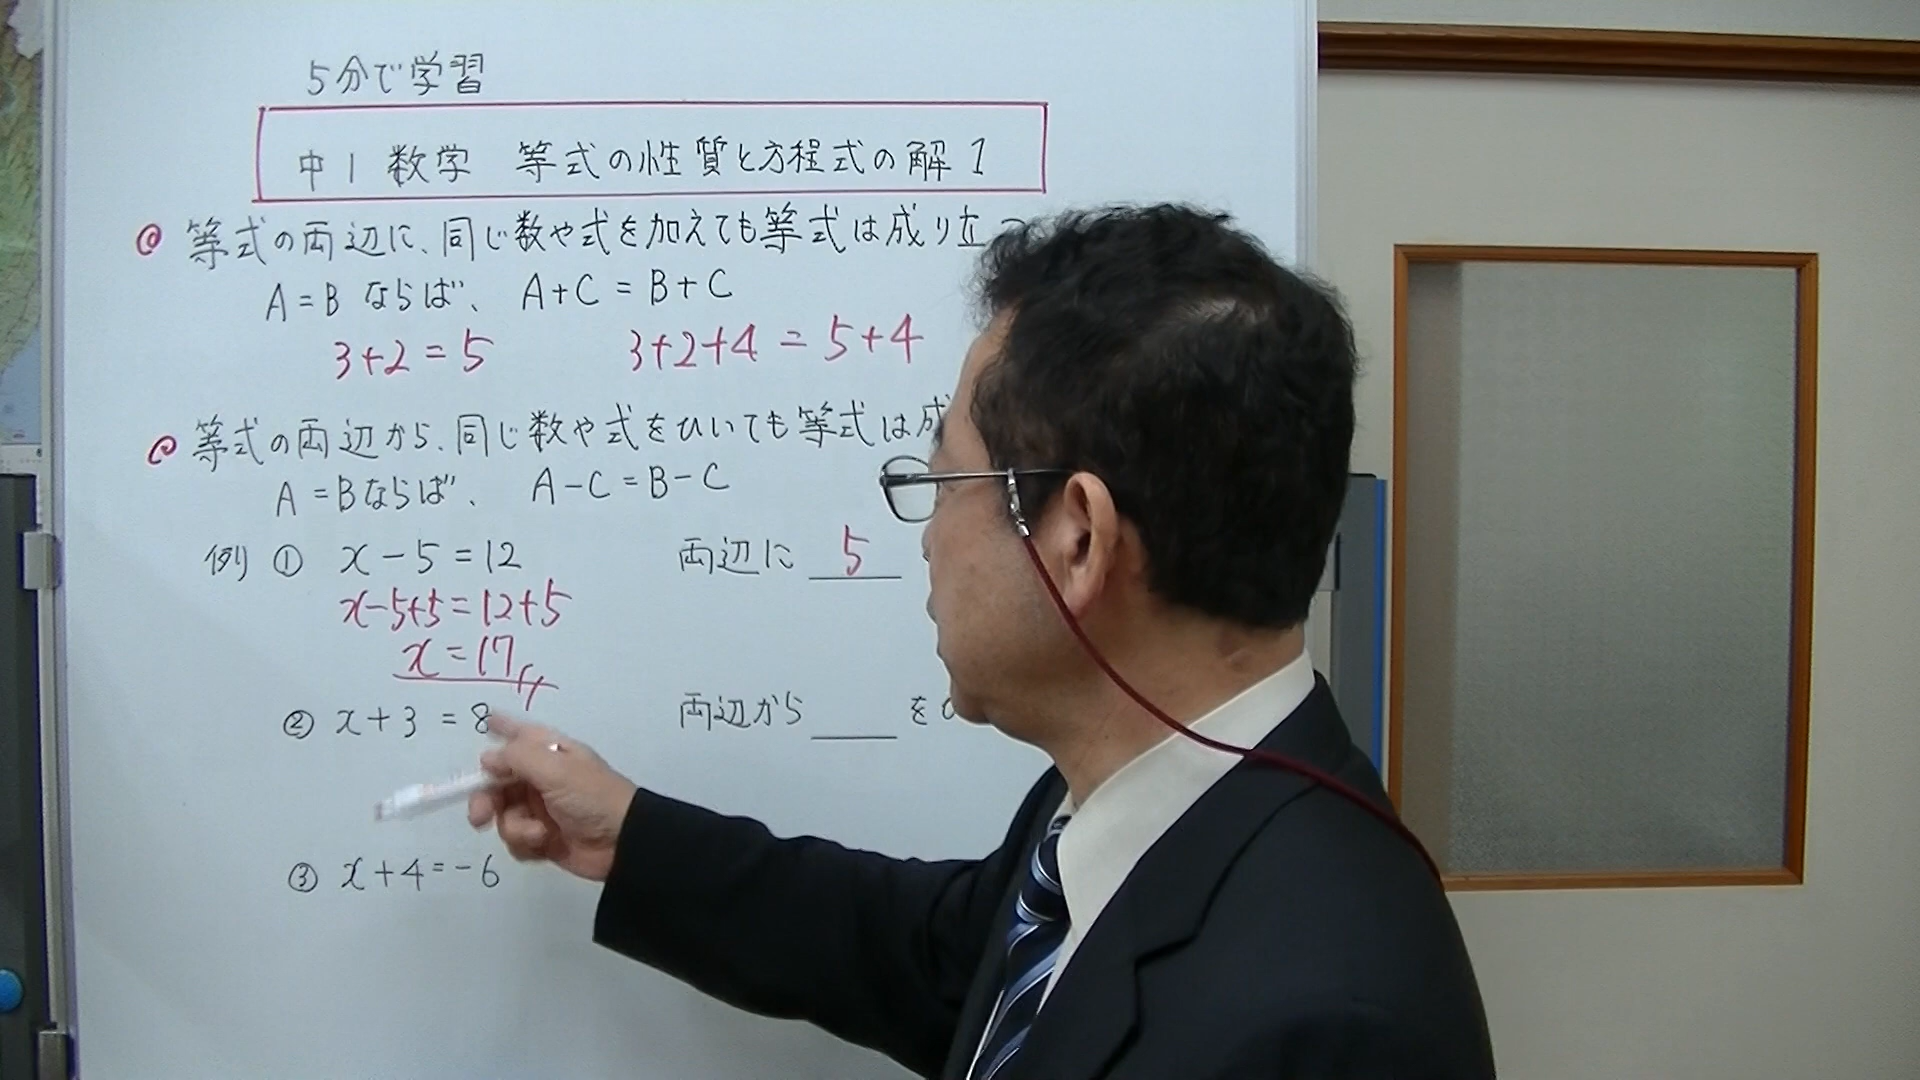 5分で学習
中1 数学 等式の性質と方程式の解 1
◎ 等式の両辺に、同じ数や式を加えても等式は成り立つ
A=B ならば、 A+C=B+C
3+2=5 3+2+4=5+4
◎ 等式の両辺から、同じ数や式をひいても等式は成
A=Bならば、 A-C=B-C
例 ① x-5=12 両辺に 5
x-5+5=12+5
x=17
② x+3=8 両辺から ___ を
③ x+4=-6